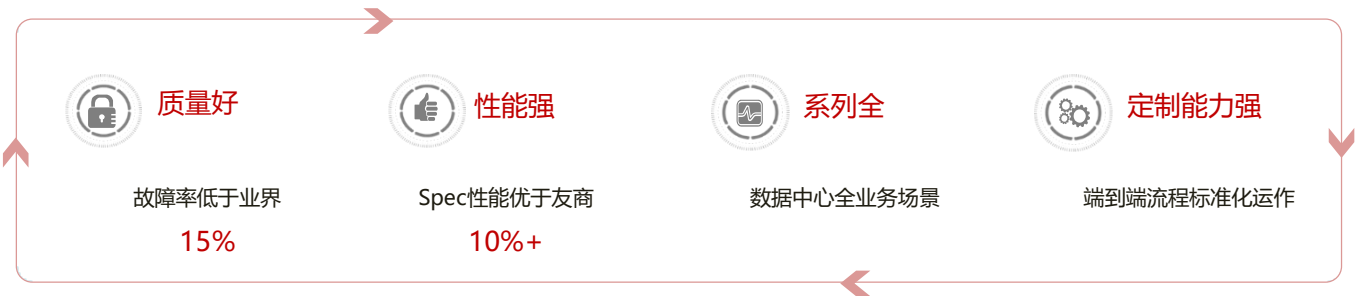 质量好
性能强
系列全
定制能力强
故障率低于业界
Spec性能优于友商
数据中心全业务场景
端到端流程标准化运作
15%
10%+